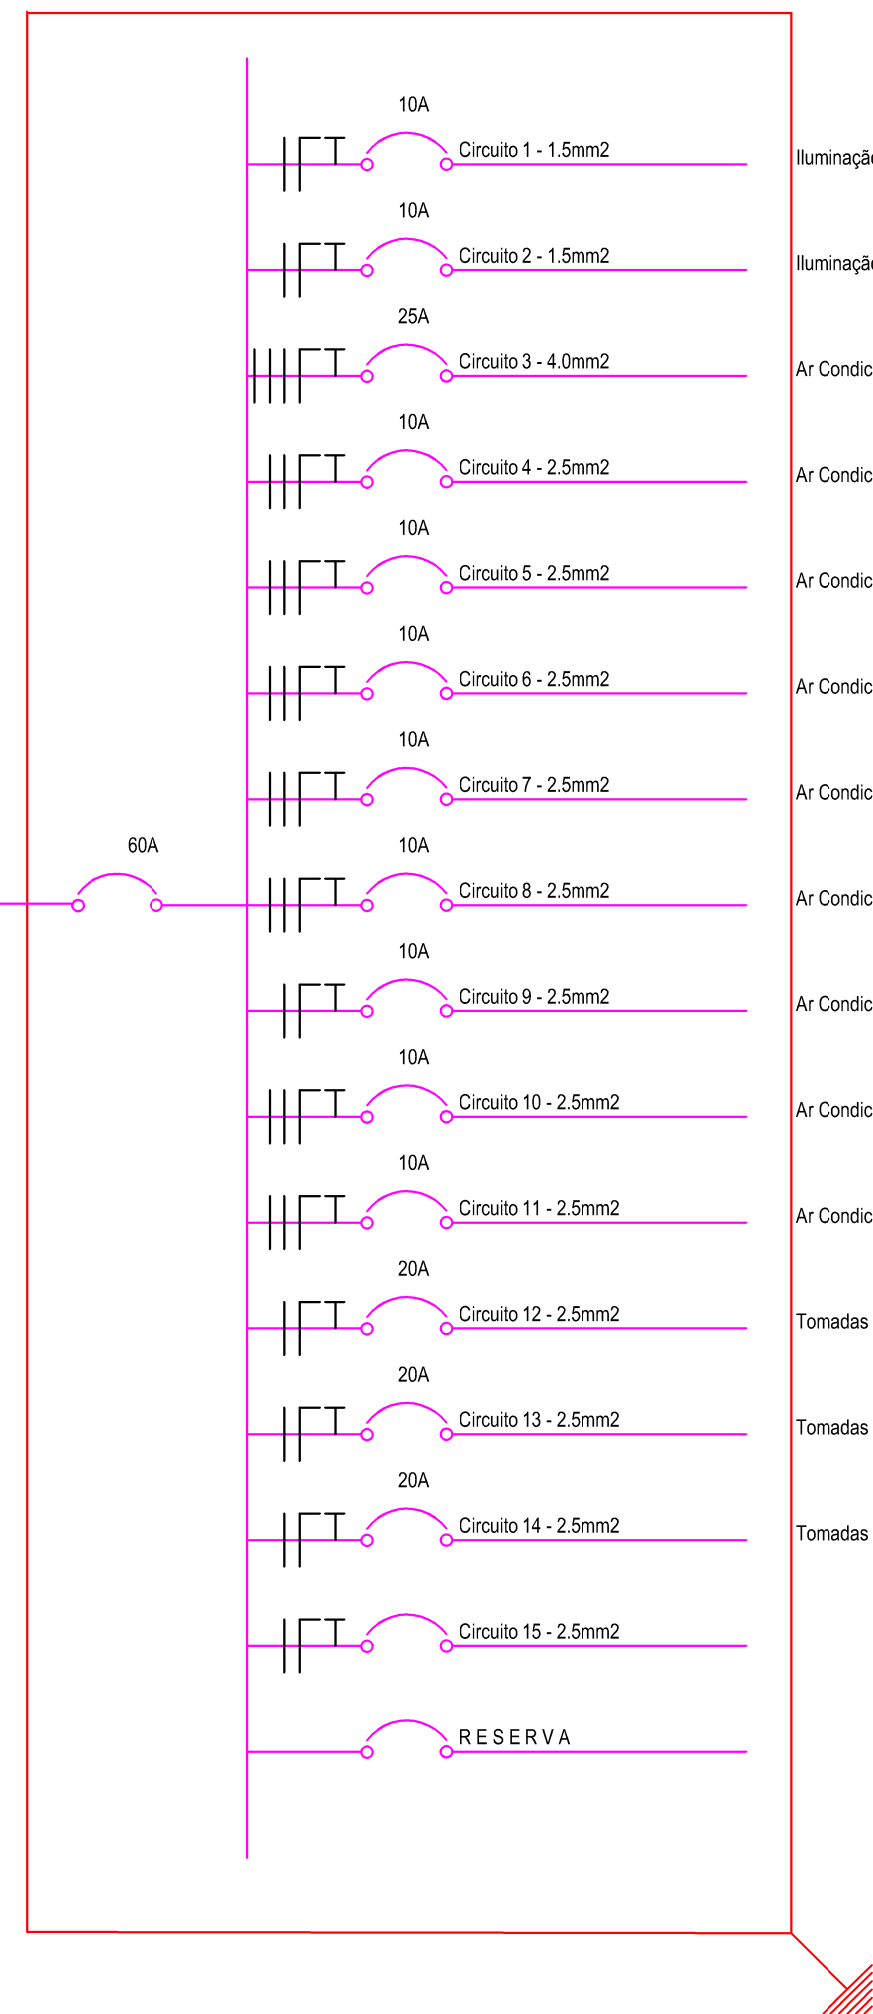 10A
Circuito 1 - 1.5mm2
10A
Circuito 2 - 1.5mm2
25A
Circuito 3 - 4.0mm2
Ar Condic
10A
Circuito 4 - 2.5mm2
Ar Condic
10A
Circuito 5 - 2.5mm2
Ar Condic
10A
Circuito 6 - 2.5mm2
Ar Condic
10A
Circuito 7 - 2.5mm2
Ar Condic
60A
10A
Circuito 8 - 2.5mm2
Ar Condic
10A
Circuito 9 - 2.5mm2
Ar Condic
10A
Circuito 10 - 2.5mm2
Ar Condic
10A
Circuito 11 - 2.5mm2
Ar Condic
20A
Circuito 12 - 2.5mm2
Tomadas
20A
Circuito 13 - 2.5mm2
Tomadas
20A
Circuito 14 - 2.5mm2
Tomadas
Circuito 15 - 2.5mm2
R E S E R V A